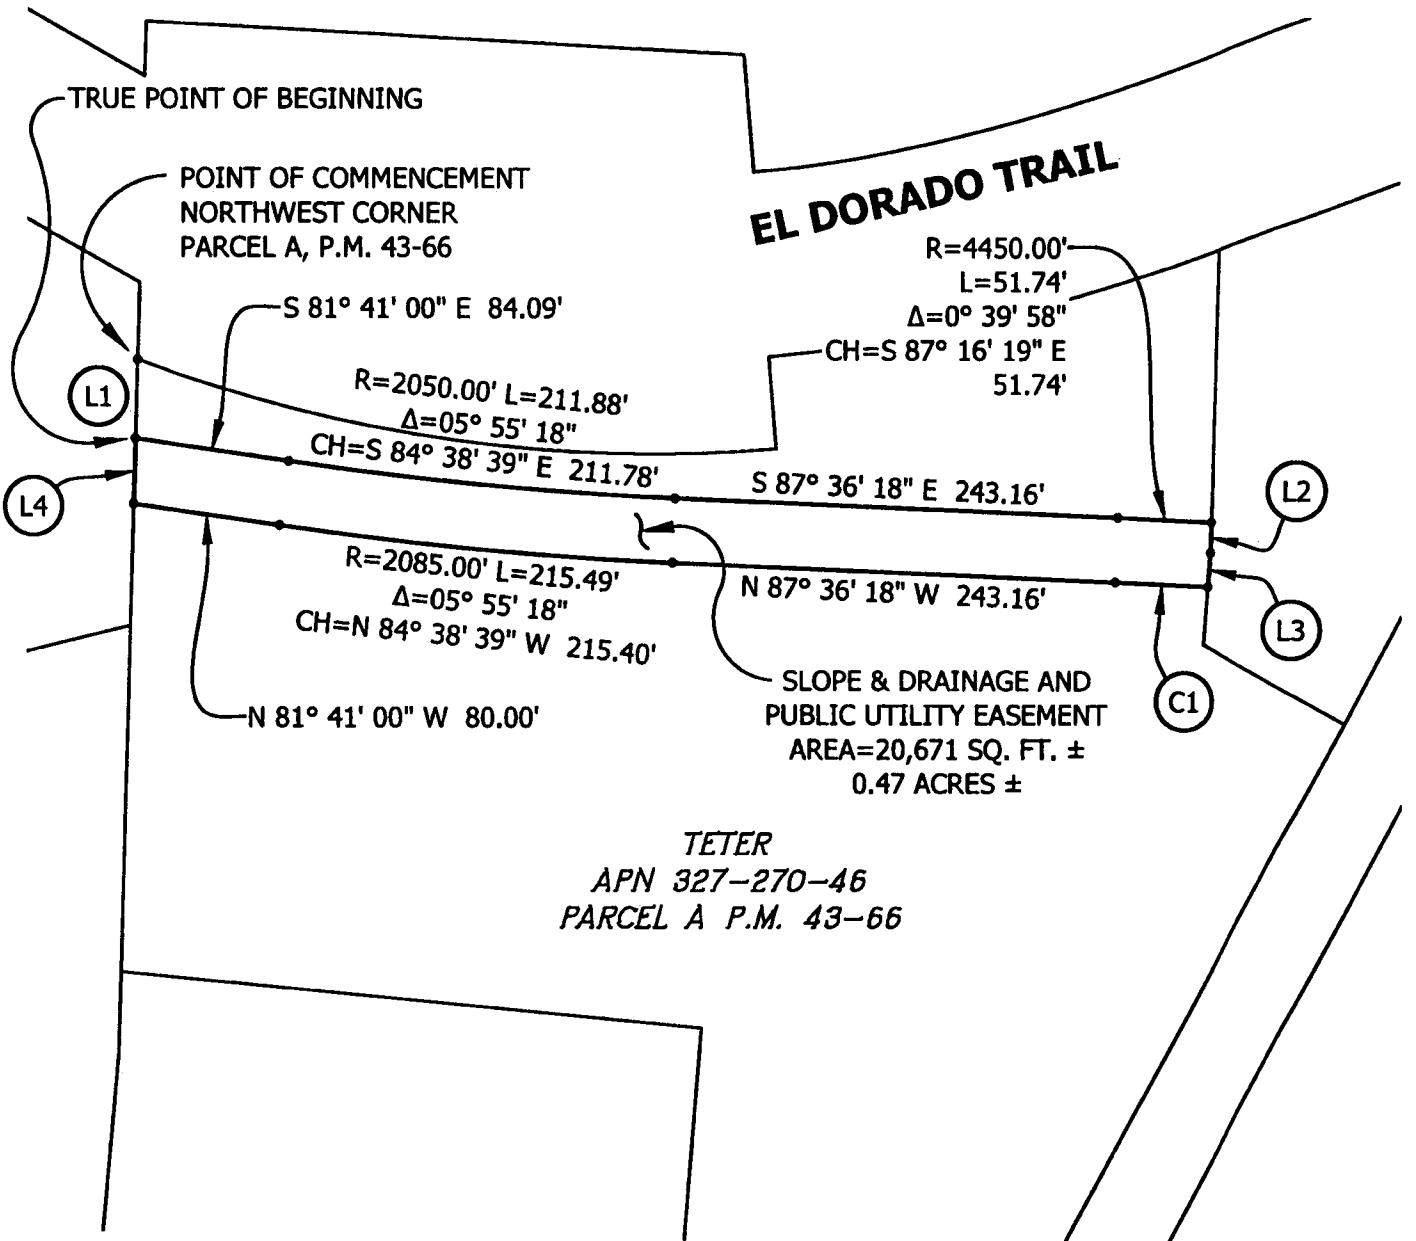 TRUE POINT OF BEGINNING
POINT OF COMMENCEMENT
NORTHWEST CORNER
PARCEL A, P.M. 43-66
EL DORADO TRAIL
R=4450.00'
L=51.74'
Δ=0° 39' 58"
CH=S 87° 16' 19" E
51.74'
S 81° 41' 00" E 84.09'
L1
R=2050.00' L=211.88'
Δ=05° 55' 18"
CH=S 84° 38' 39" E 211.78'
S 87° 36' 18" E 243.16'
L4
L2
R=2085.00' L=215.49'
Δ=05° 55' 18"
CH=N 84° 38' 39" W 215.40'
N 87° 36' 18" W 243.16'
L3
C1
N 81° 41' 00" W 80.00'
SLOPE & DRAINAGE AND
PUBLIC UTILITY EASEMENT
AREA=20,671 SQ. FT. ±
0.47 ACRES ±
TETER
APN 327-270-46
PARCEL A P.M. 43-66